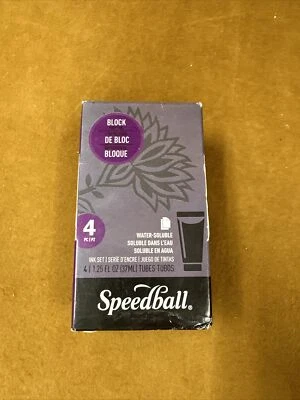 BLOCK
DE BLOC
BLOQUE
4
PC | PZ
WATER-SOLUBLE
SOLUBLE DANS L'EAU
SOLUBLE EN AGUA
INK SET | SERIE D'ENCRE | JUEGO DE TINTAS
4 | 1.25 FL OZ (37ML) TUBES·TUBOS
Speedball®